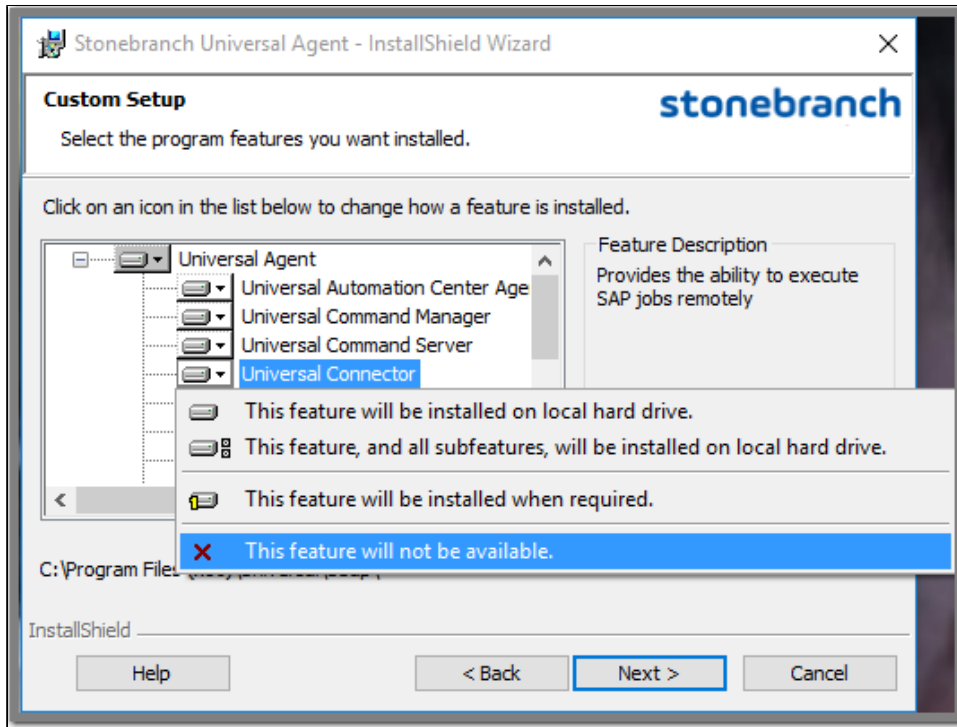 Stonebranch Universal Agent - InstallShield Wizard
Custom Setup
stonebranch
Select the program features you want installed.
Click on an icon in the list below to change how a feature is installed.
Universal Agent
Universal Automation Center Age
Universal Command Manager
Universal Command Server
Universal Connector
Feature Description
Provides the ability to execute
SAP jobs remotely
This feature will be installed on local hard drive.
This feature, and all subfeatures, will be installed on local hard drive.
This feature will be installed when required.
This feature will not be available.
C:\Program Files
InstallShield
Help
< Back
Next >
Cancel